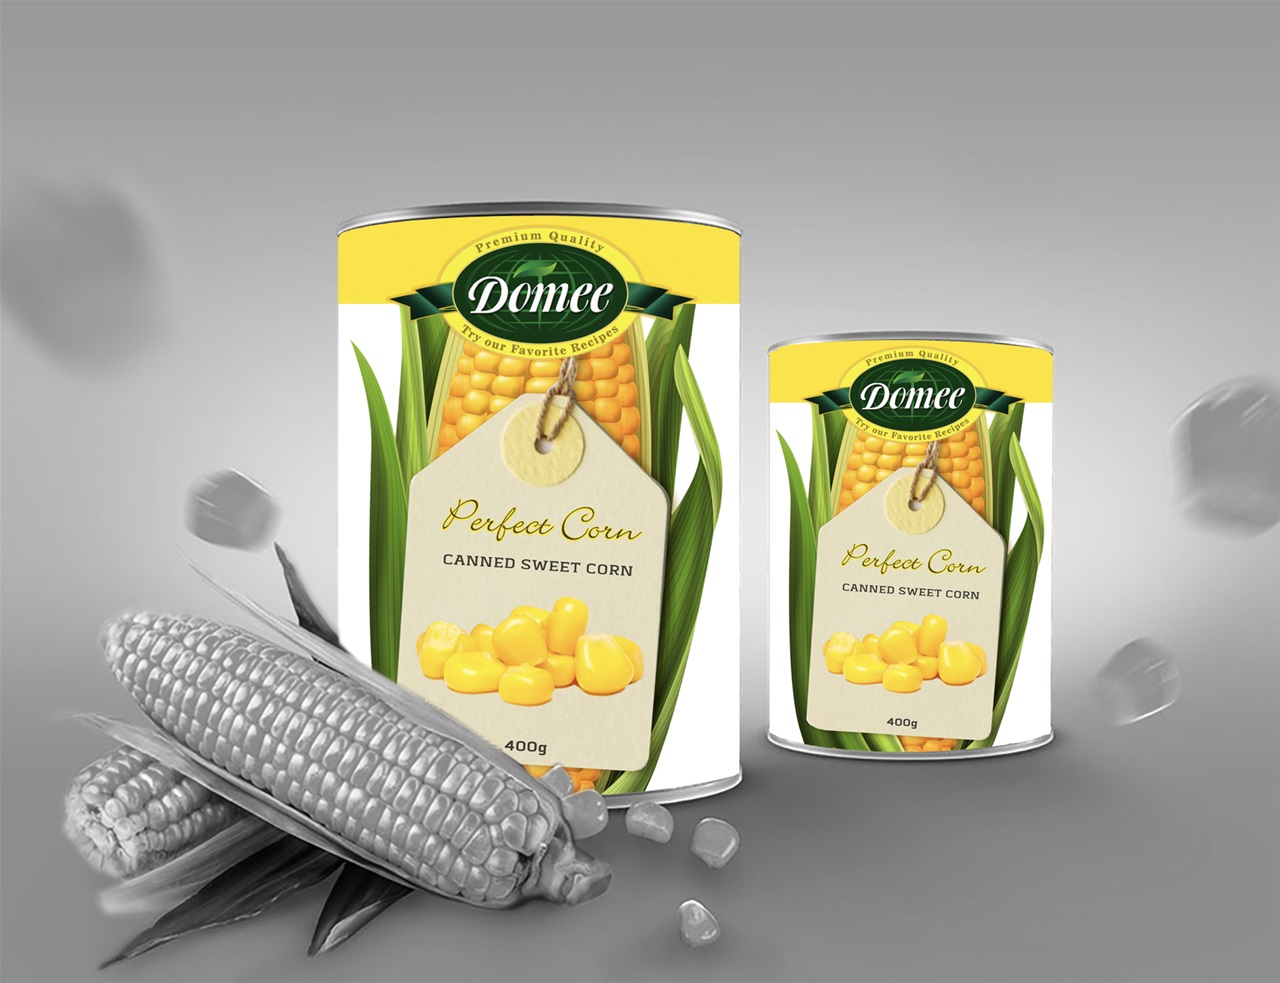 Premium Quality
Domee
Try our Favorite Recipes
Perfect Corn
CANNED SWEET CORN
400g
Premium Quality
Domee
Try our Favorite Recipes
Perfect Corn
CANNED SWEET CORN
400g